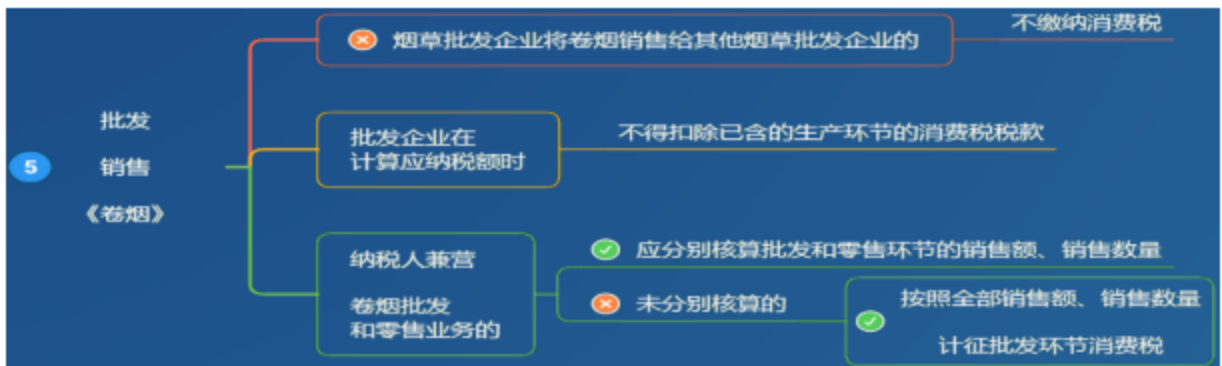 5
批发
销售
《卷烟》
烟草批发企业将卷烟销售给其他烟草批发企业的
不缴纳消费税
批发企业在
计算应纳税额时
不得扣除已含的生产环节的消费税税款
纳税人兼营
卷烟批发
和零售业务的
应分别核算批发和零售环节的销售额、销售数量
未分别核算的
按照全部销售额、销售数量
计征批发环节消费税